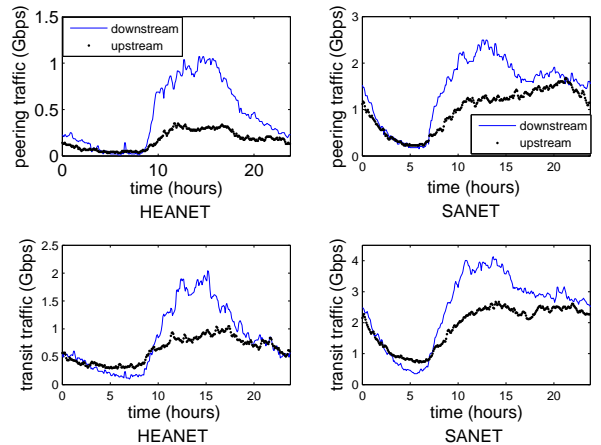 peering traffic (Gbps)
1.5
1
0.5
0
downstream
upstream
0 10 20
time (hours)
HEANET
peering traffic (Gbps)
3
2
1
0
downstream
upstream
0 5 10 15 20
time (hours)
SANET
transit traffic (Gbps)
2.5
2
1.5
1
0.5
0
0 5 10 15 20
time (hours)
HEANET
transit traffic (Gbps)
4
3
2
1
0
0 5 10 15 20
time (hours)
SANET